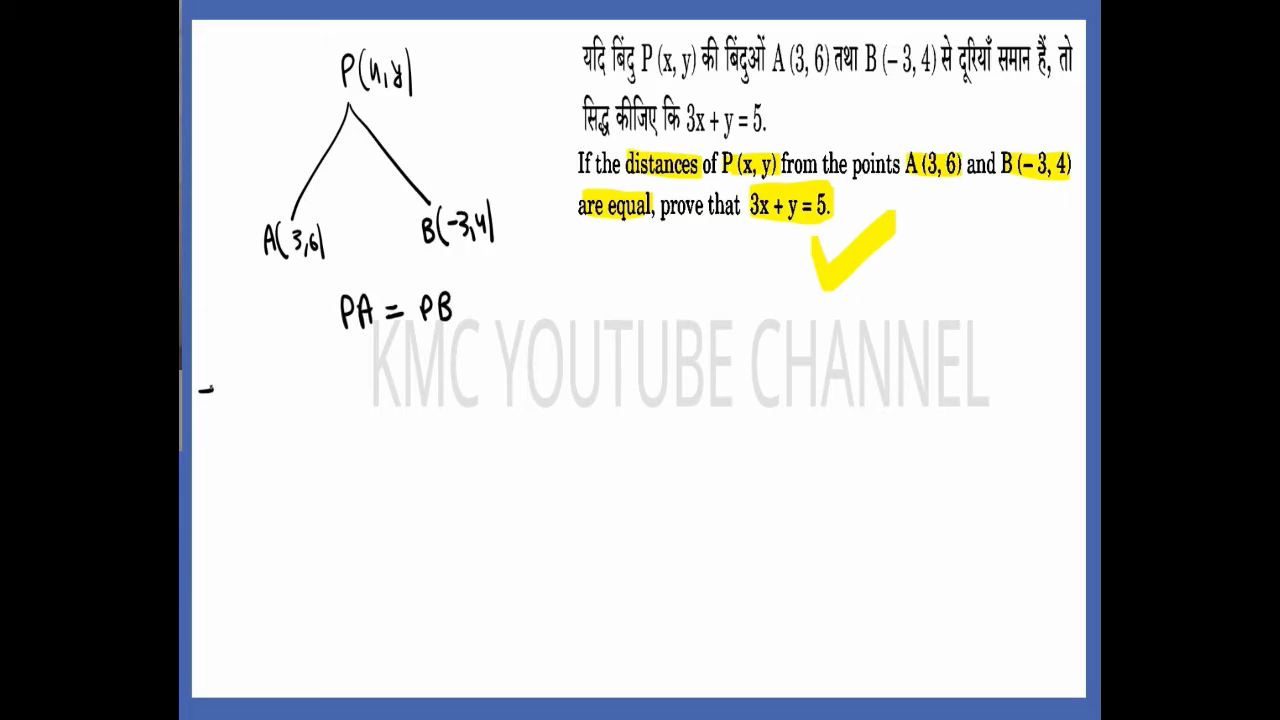 P(x,y)
A(3,6)
B(-3,4)
PA = PB
यदि बिंदु P (x, y) की बिंदुओं A (3, 6) तथा B (– 3, 4) से दूरियाँ समान हैं, तो
सिद्ध कीजिए कि 3x + y = 5.
If the distances of P (x, y) from the points A (3, 6) and B (– 3, 4)
are equal, prove that 3x + y = 5.
KMC YOUTUBE CHANNEL